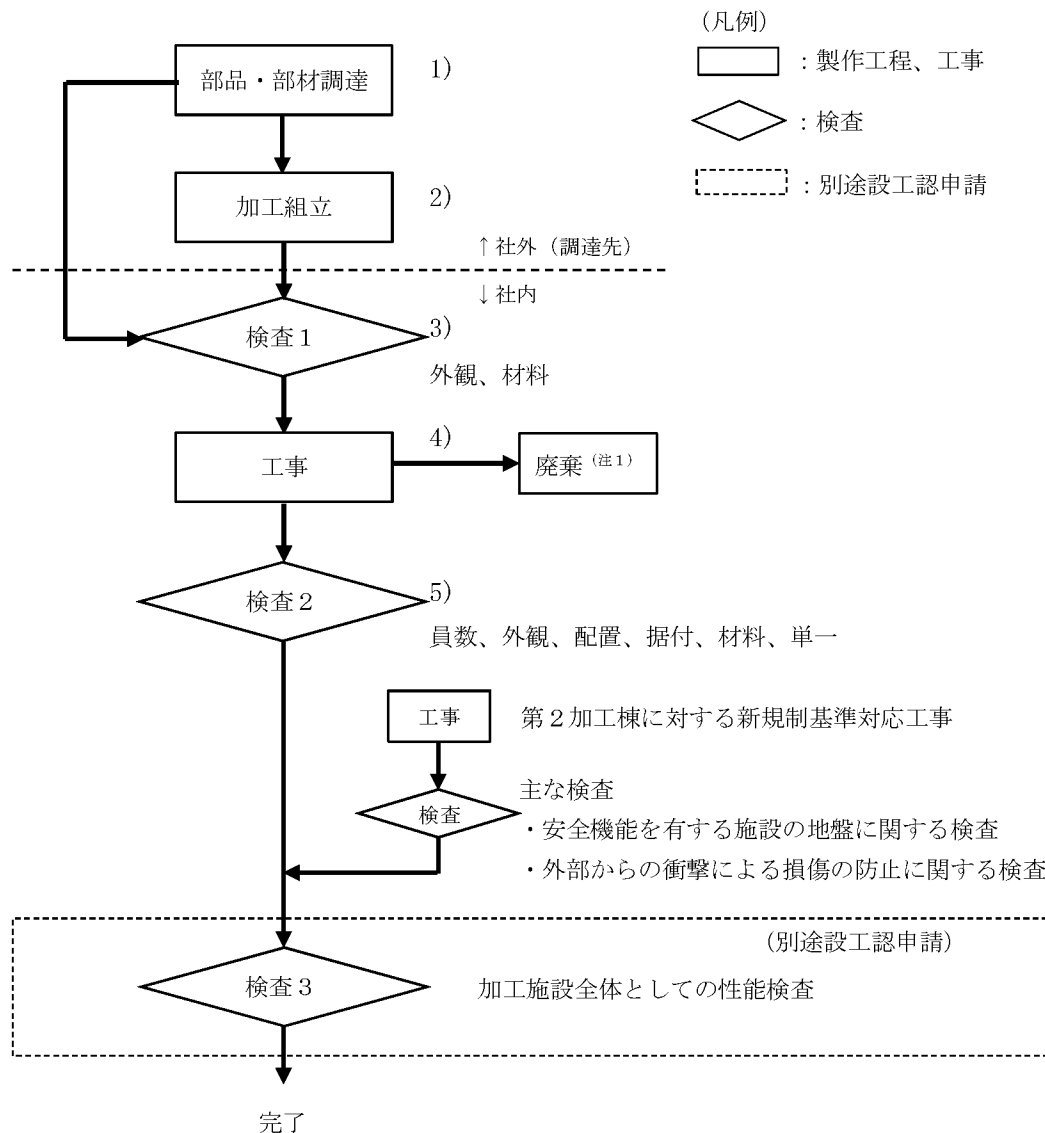 (凡例)
：製作工程、工事
：検査
：別途設工認申請
部品・部材調達
1)
加工組立
2)
↑社外（調達先）
↓社内
検査１
3)
外観、材料
工事
4)
廃棄（注１）
検査２
5)
員数、外観、配置、据付、材料、単一
工事
第２加工棟に対する新規制基準対応工事
検査
主な検査
・安全機能を有する施設の地盤に関する検査
・外部からの衝撃による損傷の防止に関する検査
(別途設工認申請)
検査３
加工施設全体としての性能検査
完了